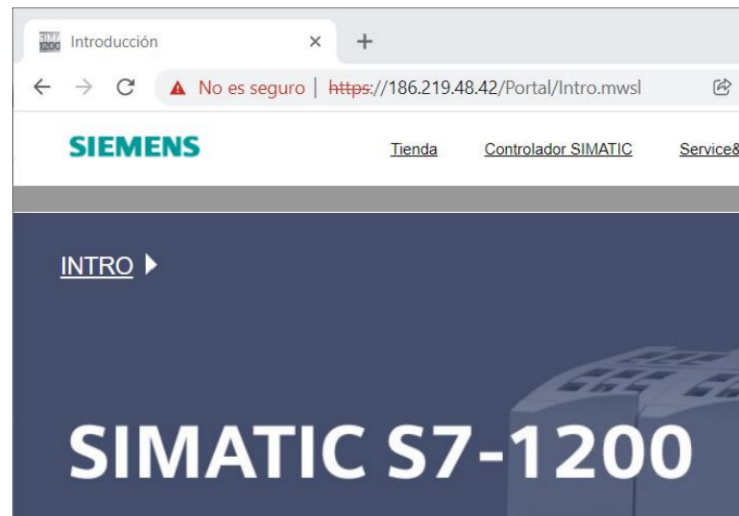 Introducción
No es seguro | https://186.219.48.42/Portal/Intro.mwsl
SIEMENS Tienda Controlador SIMATIC Service&
INTRO
SIMATIC S7-1200